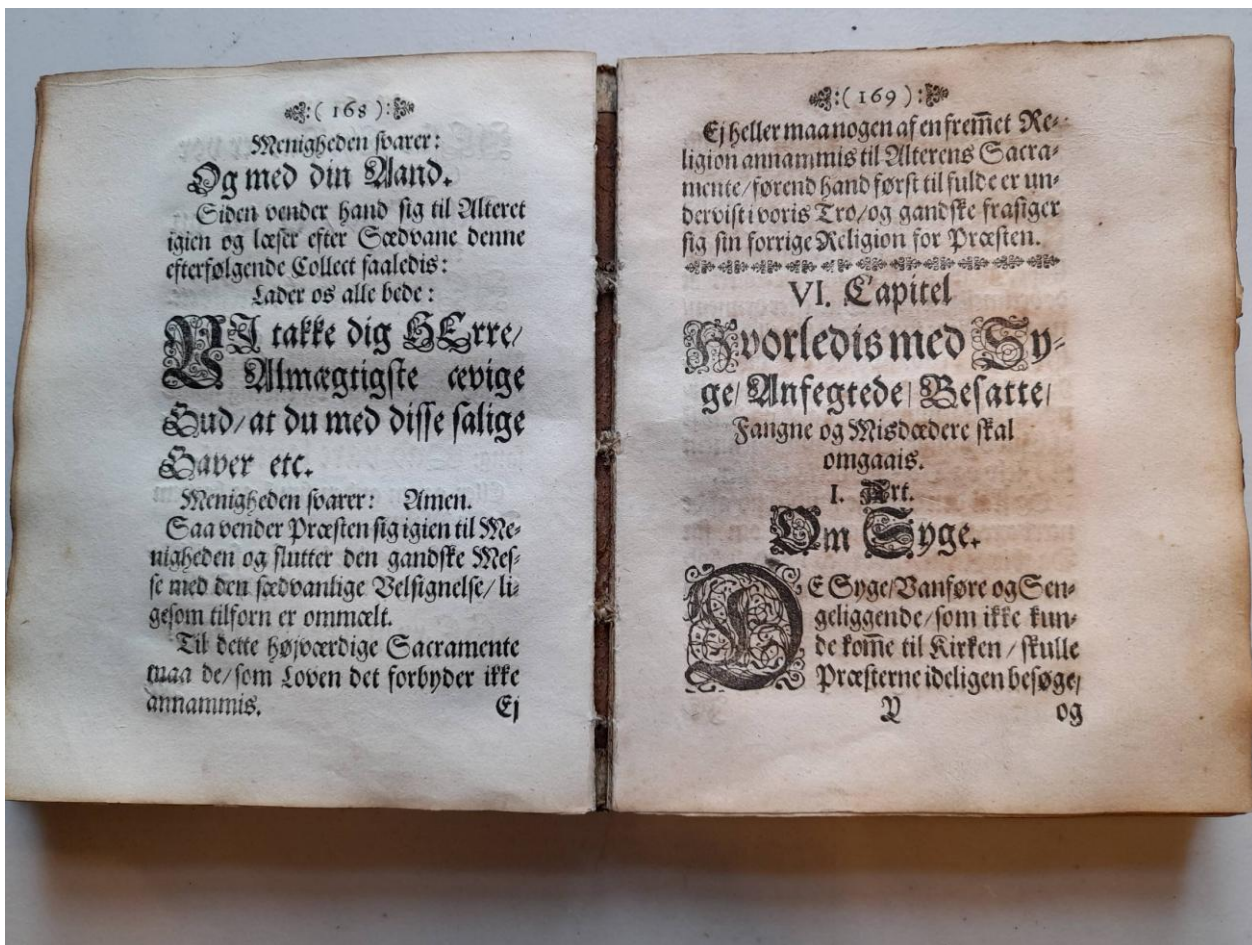 :( 168 ):
Menigheden svarer:
Og med din Aand.
Siden vender hand sig til Alteret
igien og læser efter Sædvane denne
efterfølgende Collect saaledis:
Lader os alle bede:
VJ takke dig HErre/
Almægtigste ævige
Gud/ at du med disse salige
Gaver etc.
Menigheden svarer: Amen.
Saa vender Præsten sig igien til Me-
nigheden og slutter den gandske Mes-
se med den sædvanlige Velsignelse/ li-
gesom tilforn er ommælt.
Til dette højværdige Sacramente
maa de/ som Loven det forbyder ikke
annammis.
Ej
:( 169 ):
Ej heller maa nogen af en frem̅et Re-
ligion annammis til Alterens Sacra-
mente/ førend hand først til fulde er un-
dervist i voris Tro/ og gandske frasiger
sig sin forrige Religion for Præsten.
VI. Capitel
Hvorledis med Sy-
ge/ Anfegtede/ Besatte/
Fangne og Misdædere skal
omgaais.
I. Art.
Om Syge.
DE Syge/ Vanføre og Sen-
geliggende/ som ikke kun-
de kom̅e til Kirken/ skulle
Præsterne ideligen besøge/
Y og